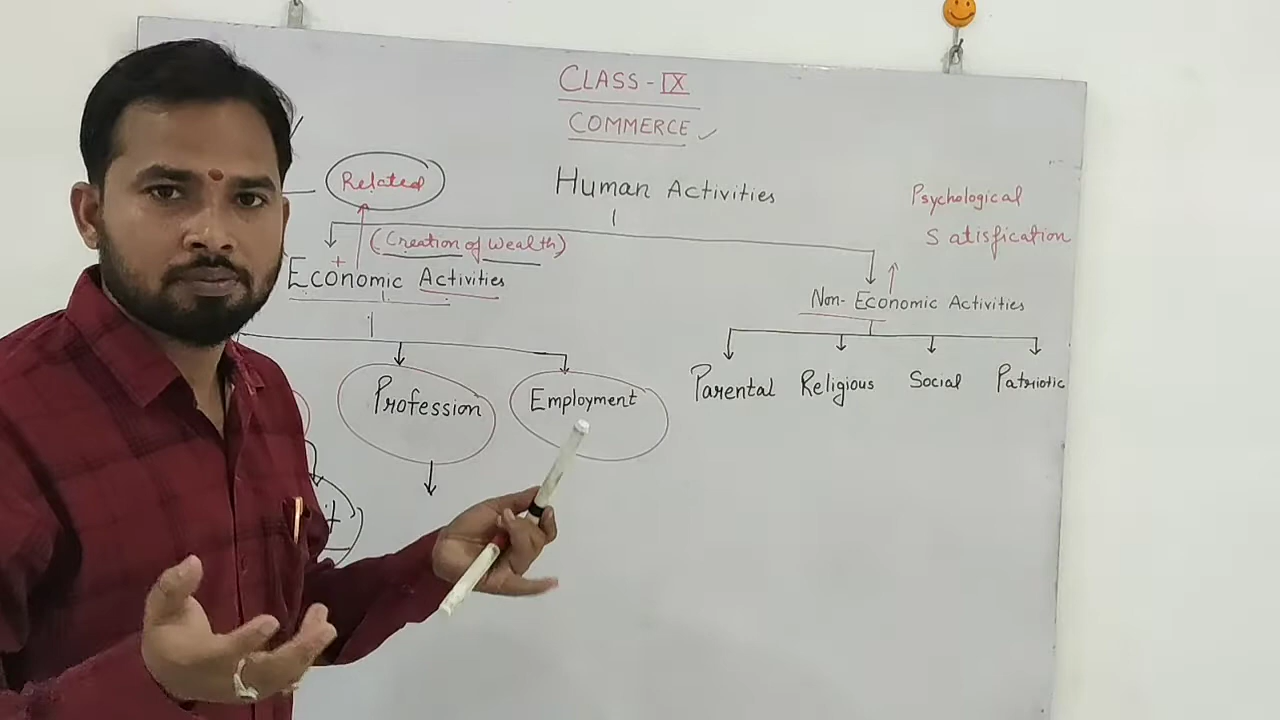 CLASS - IX
COMMERCE
Related
Human Activities
Psychological
Satisfication
(Creation of Wealth)
Economic Activities
Non- Economic Activities
Profession
Employment
Parental
Religious
Social
Patriotic